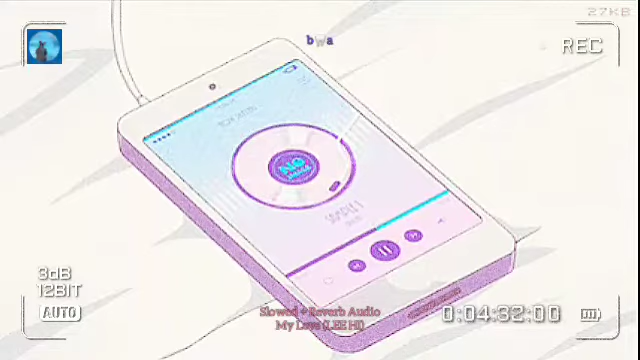 27KB
bwa
REC
3dB
12BIT
AUTO
0:04:32:00
Slowed + Reverb Audio
My Love (LEE HI)